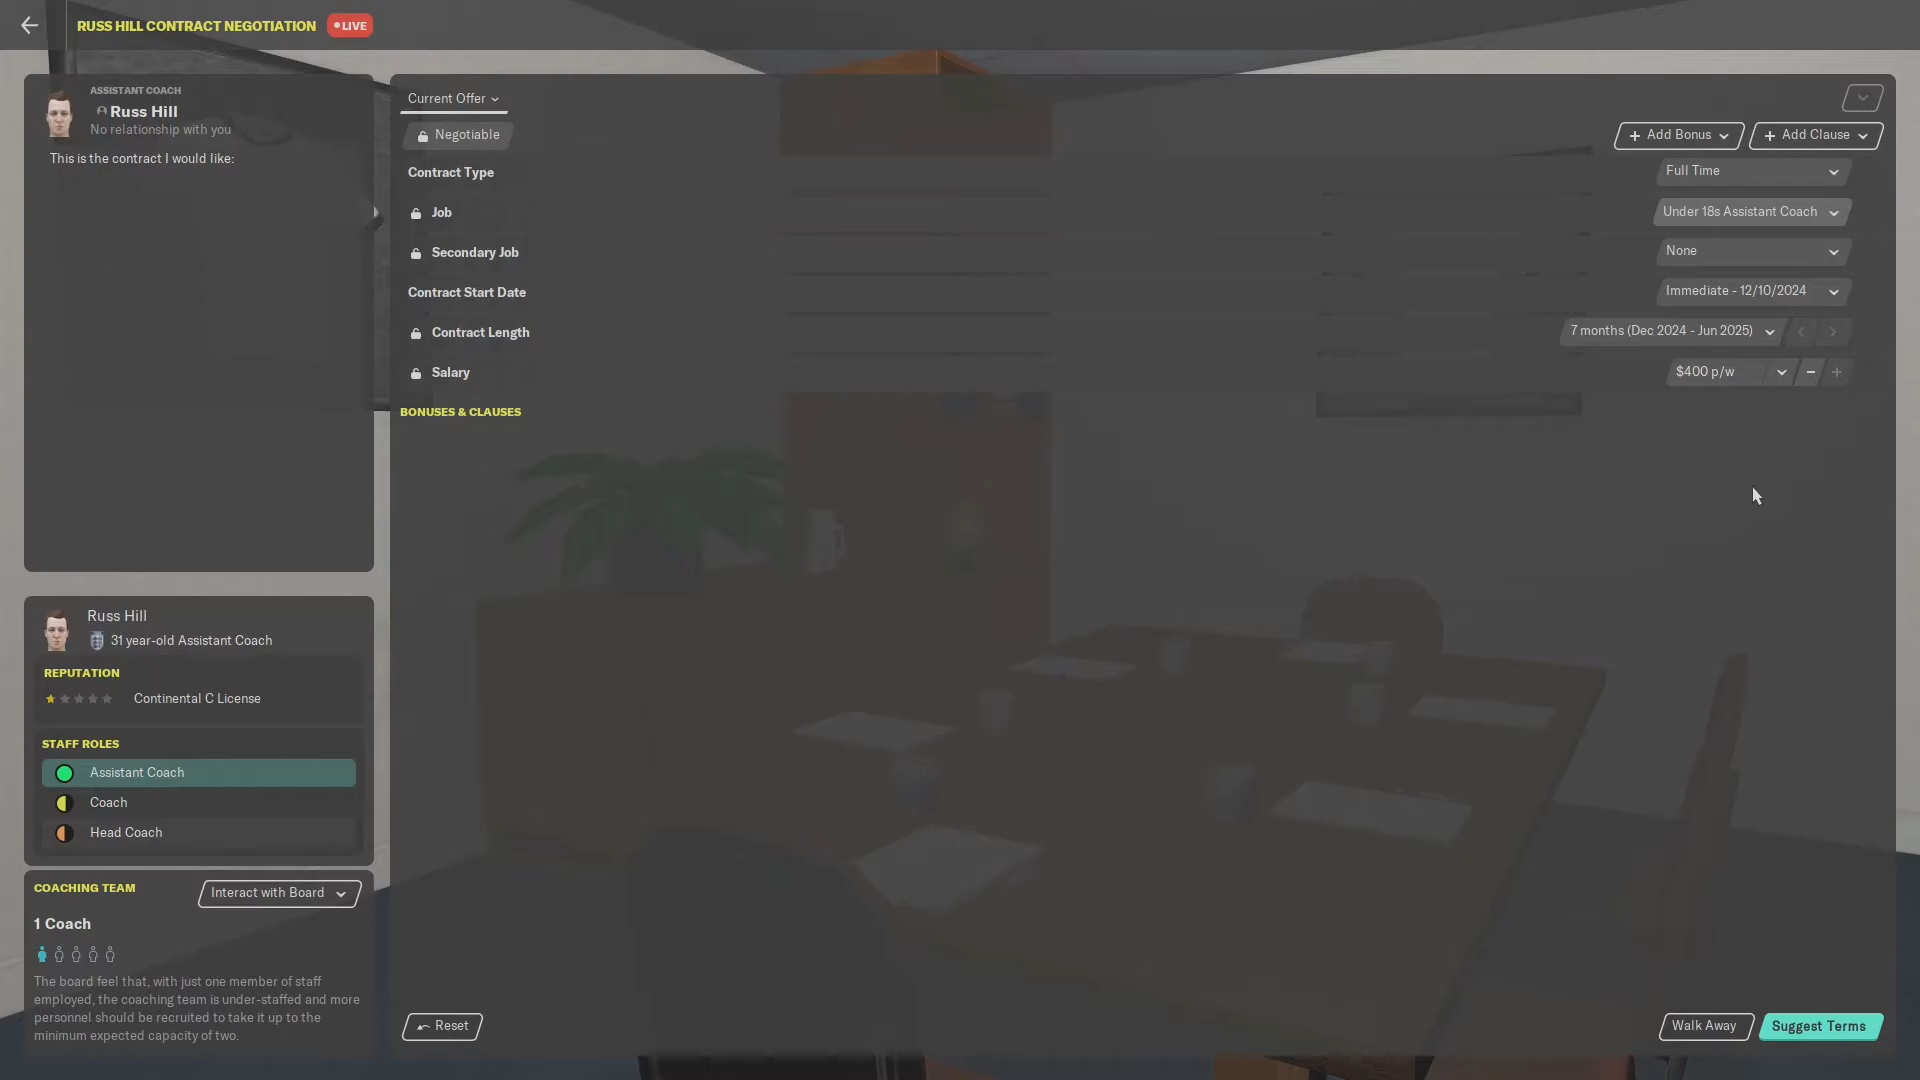 RUSS HILL CONTRACT NEGOTIATION
LIVE
ASSISTANT COACH
Russ Hill
No relationship with you
This is the contract I would like:
Current Offer
Negotiable
Add Bonus
Add Clause
Contract Type
Full Time
Job
Under 18s Assistant Coach
Secondary Job
None
Contract Start Date
Immediate - 12/10/2024
Contract Length
7 months (Dec 2024 - Jun 2025)
Salary
$400 p/w
BONUSES & CLAUSES
Russ Hill
31 year-old Assistant Coach
REPUTATION
Continental C License
STAFF ROLES
Assistant Coach
Coach
Head Coach
COACHING TEAM
Interact with Board
1 Coach
The board feel that, with just one member of staff
employed, the coaching team is under-staffed and more
personnel should be recruited to take it up to the
minimum expected capacity of two.
Reset
Walk Away
Suggest Terms